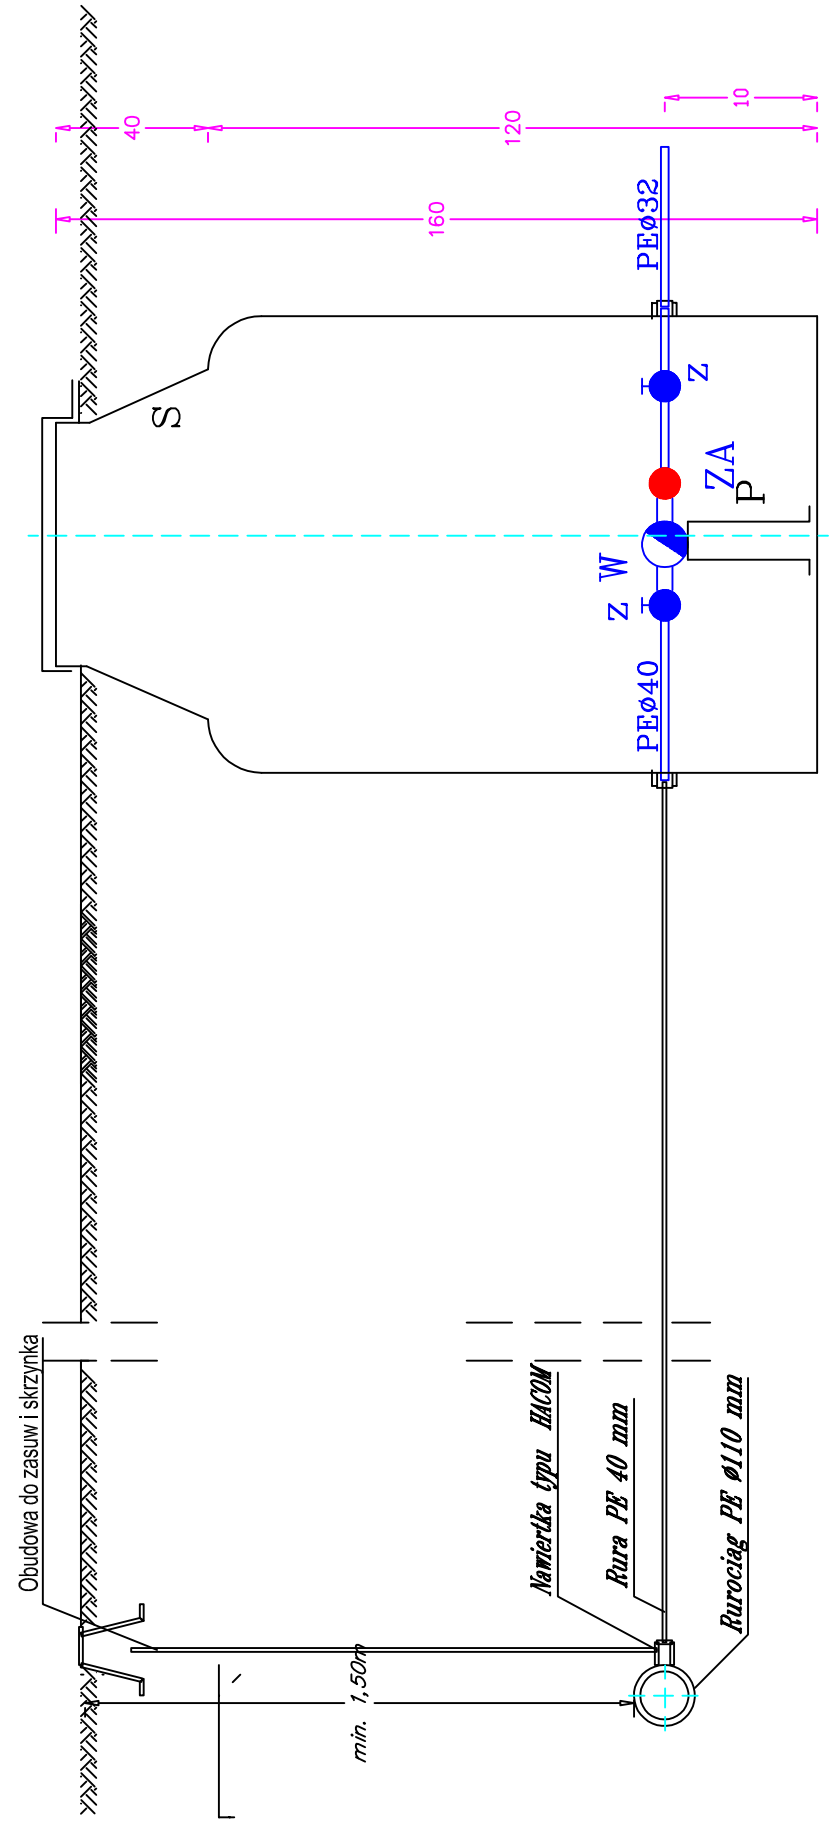 Obudowa do zasuw i skrzynka
min. 1,50m
Nawiertka typu HACOM
Rura PE 40 mm
Rurociąg PE ø110 mm
PEø40
z
W
ZA
P
z
PEø32
S
40
120
160
10